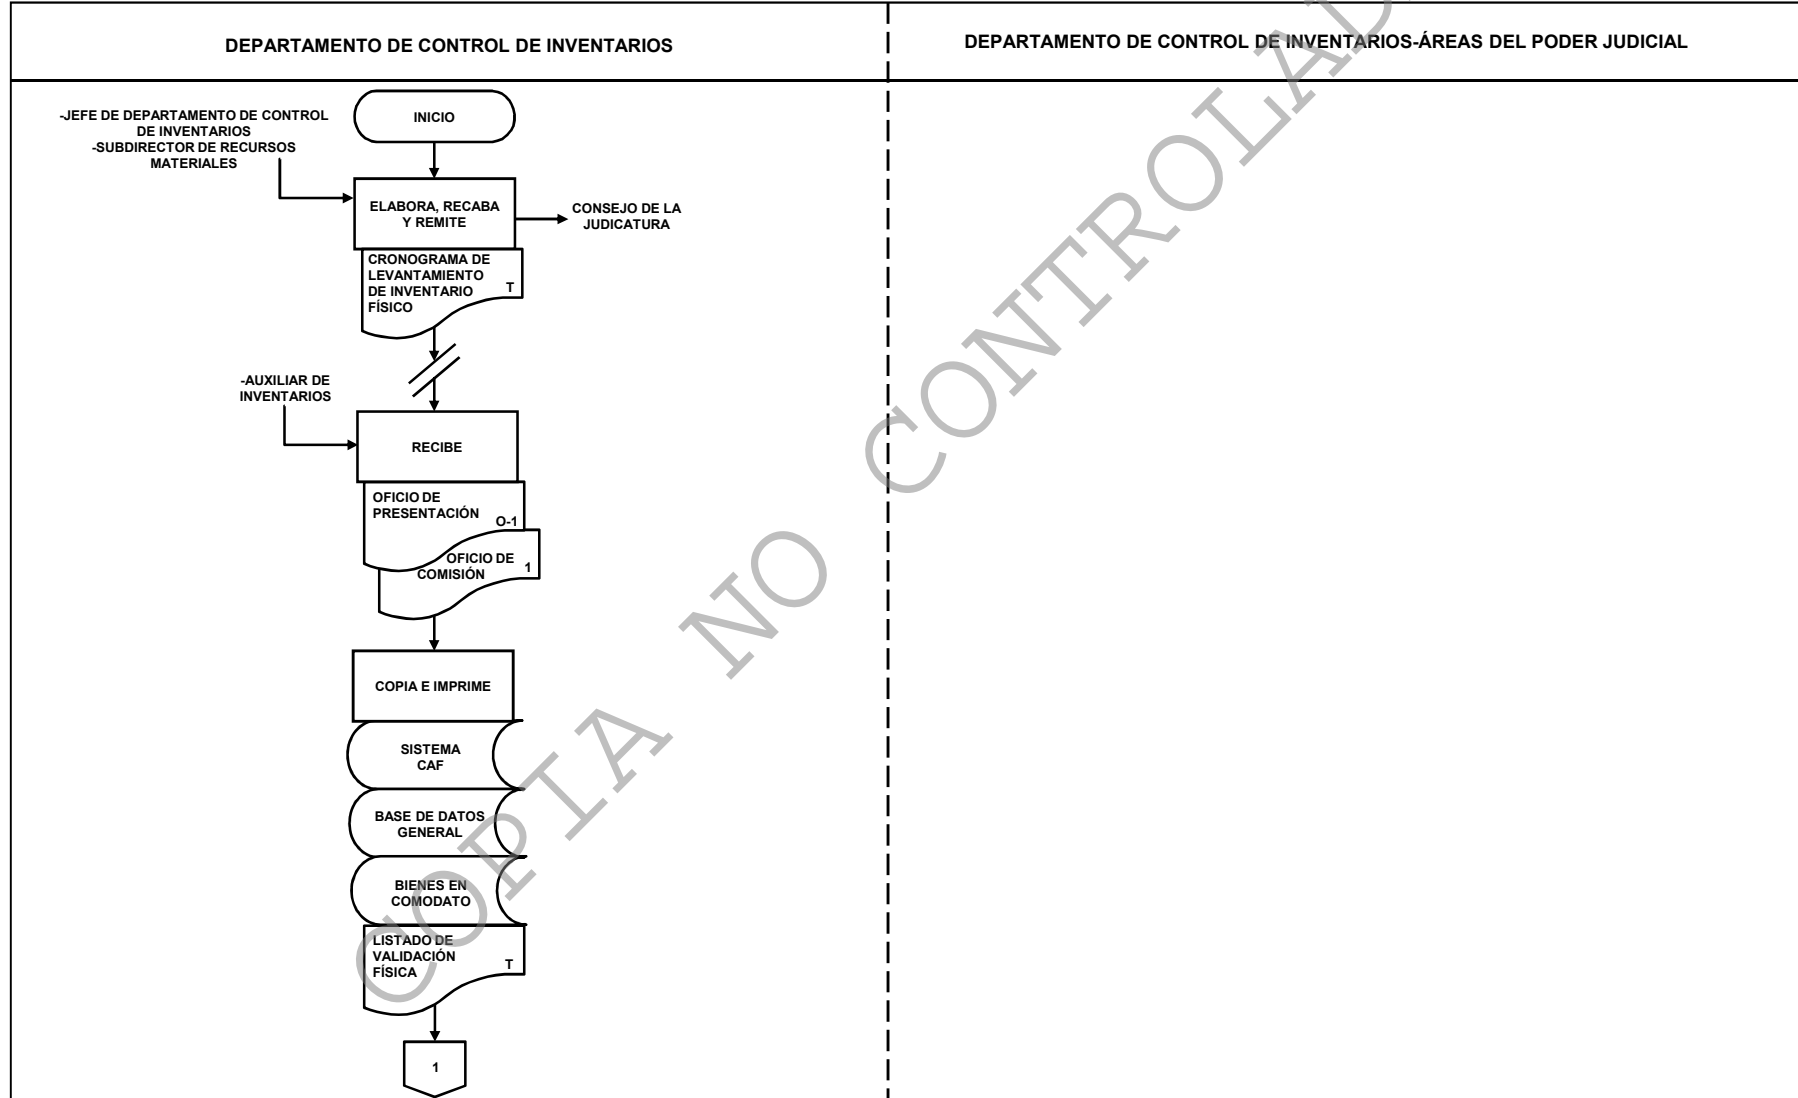 DEPARTAMENTO DE CONTROL DE INVENTARIOS
DEPARTAMENTO DE CONTROL DE INVENTARIOS-ÁREAS DEL PODER JUDICIAL
-JEFE DE DEPARTAMENTO DE CONTROL
DE INVENTARIOS
-SUBDIRECTOR DE RECURSOS
MATERIALES
INICIO
ELABORA, RECABA
Y REMITE
CONSEJO DE LA
JUDICATURA
CRONOGRAMA DE
LEVANTAMIENTO
DE INVENTARIO
FÍSICO
T
-AUXILIAR DE
INVENTARIOS
RECIBE
OFICIO DE
PRESENTACIÓN
O-1
OFICIO DE
COMISIÓN
1
COPIA E IMPRIME
SISTEMA
CAF
BASE DE DATOS
GENERAL
BIENES EN
COMODATO
LISTADO DE
VALIDACIÓN
FÍSICA
T
1
COPIA NO CONTROLAD